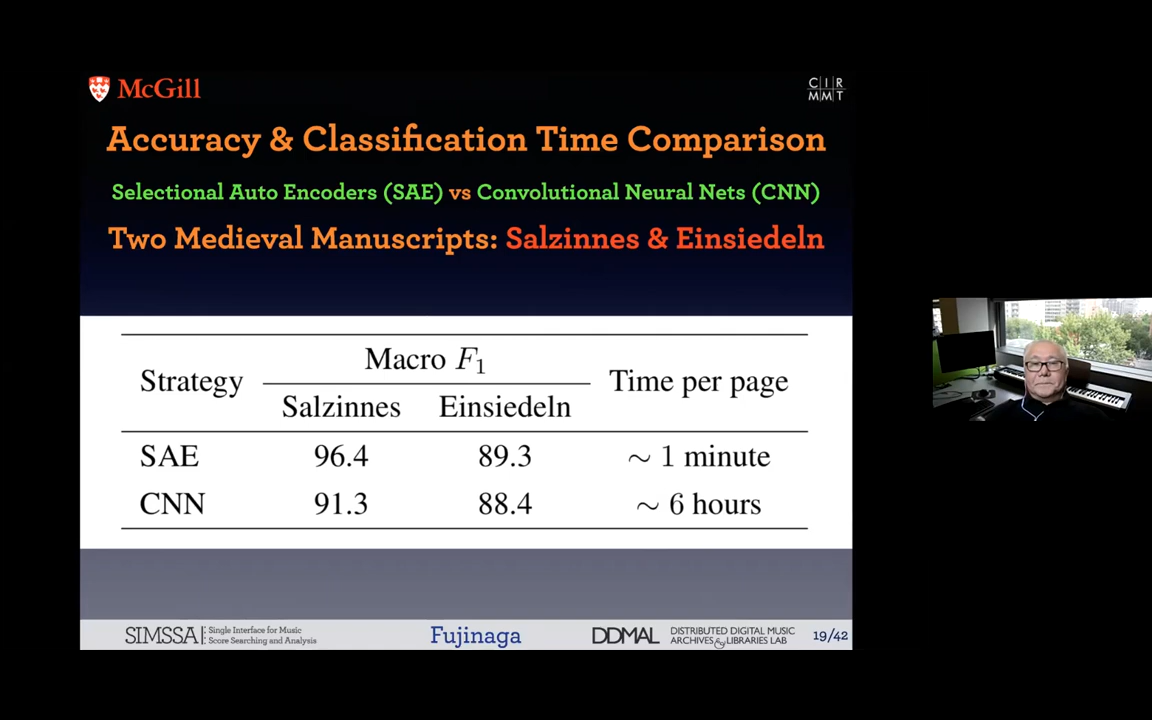 McGill
CIR
MMT
Accuracy & Classification Time Comparison
Selectional Auto Encoders (SAE) vs Convolutional Neural Nets (CNN)
Two Medieval Manuscripts: Salzinnes & Einsiedeln
Macro F1
Strategy Time per page
Salzinnes Einsiedeln
SAE 96.4 89.3 ~ 1 minute
CNN 91.3 88.4 ~ 6 hours
SIMSSA: Single Interface for Music
Score Searching and Analysis
Fujinaga
DDMAL DISTRIBUTED DIGITAL MUSIC
ARCHIVES & LIBRARIES LAB
19/42